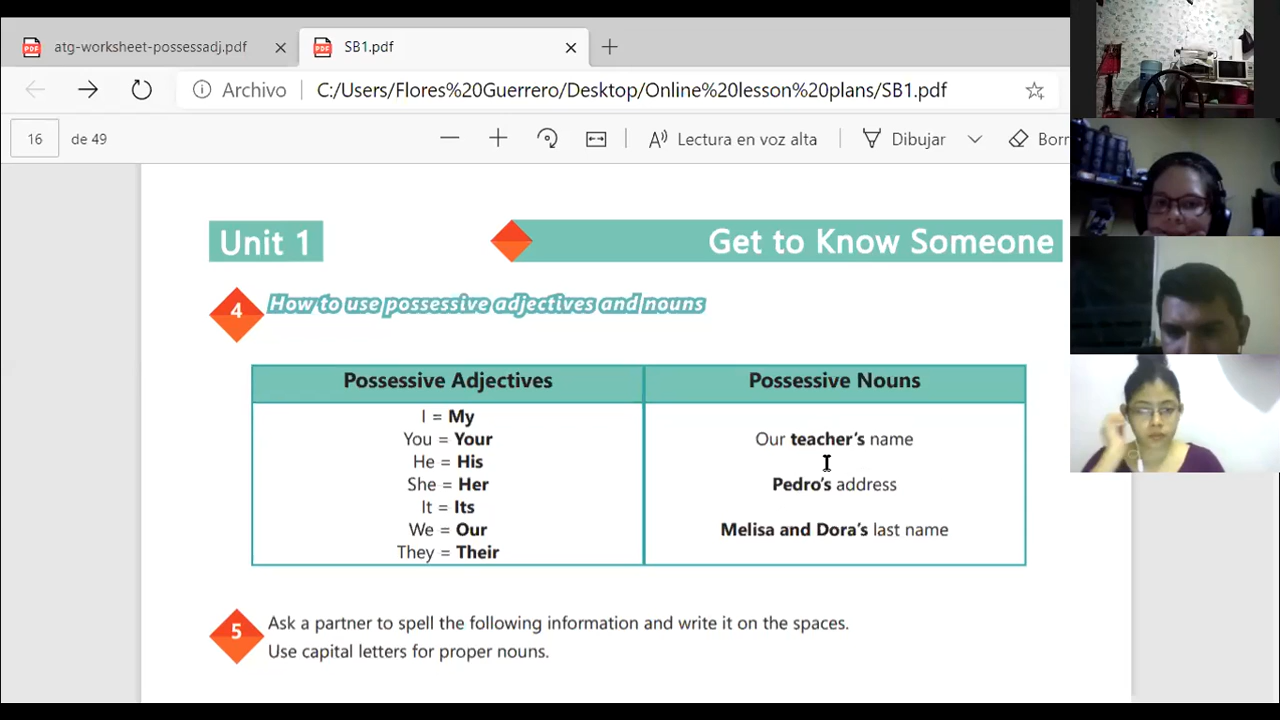 atg-worksheet-possessadj.pdf
SB1.pdf
Archivo
C:/Users/Flores%20Guerrero/Desktop/Online%20lesson%20plans/SB1.pdf
16
de 49
A
Lectura en voz alta
Dibujar
Borr
Unit 1
Get to Know Someone
4
How to use possessive adjectives and nouns
Possessive Adjectives
I = My
You = Your
He = His
She = Her
It = Its
We = Our
They = Their
Possessive Nouns
Our teacher's name
Pedro's address
Melisa and Dora's last name
5
Ask a partner to spell the following information and write it on the spaces.
Use capital letters for proper nouns.